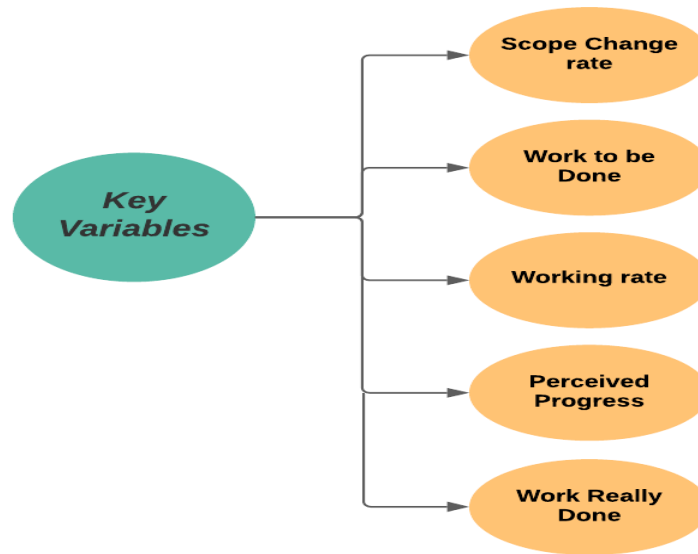 Key
Variables
Scope Change
rate
Work to be
Done
Working rate
Perceived
Progress
Work Really
Done